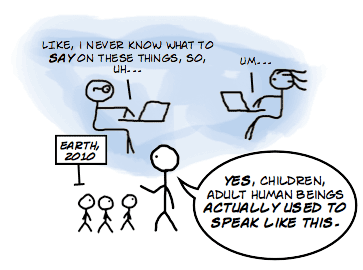 LIKE, I NEVER KNOW WHAT TO
SAY ON THESE THINGS, SO,
UH...
UM...
EARTH,
2010
YES, CHILDREN,
ADULT HUMAN BEINGS
ACTUALLY USED TO
SPEAK LIKE THIS.